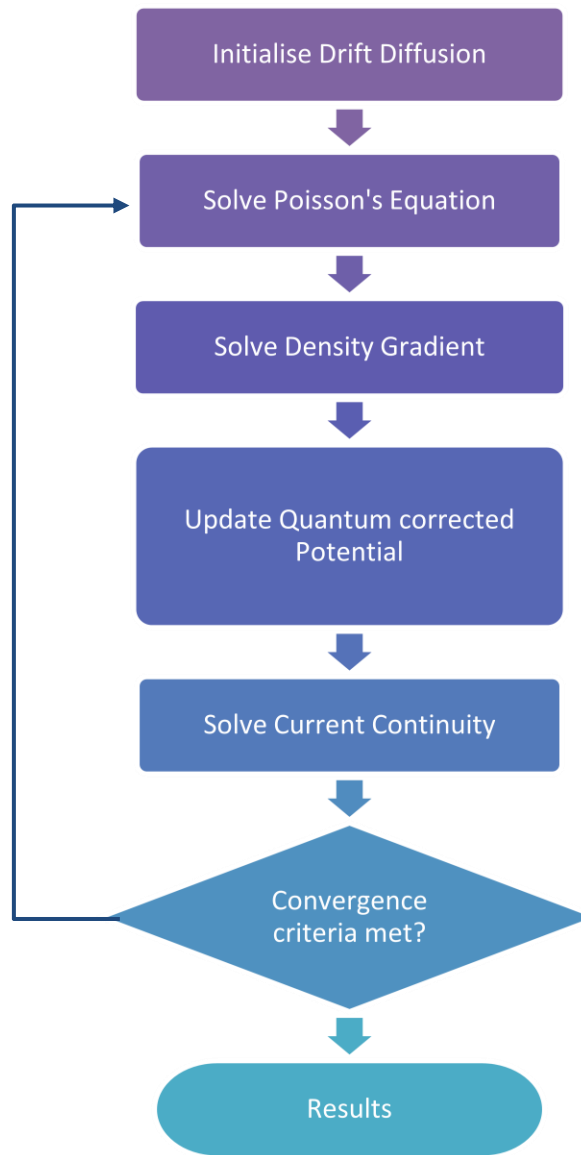 Initialise Drift Diffusion
Solve Poisson's Equation
Solve Density Gradient
Update Quantum corrected
Potential
Solve Current Continuity
Convergence
criteria met?
Results